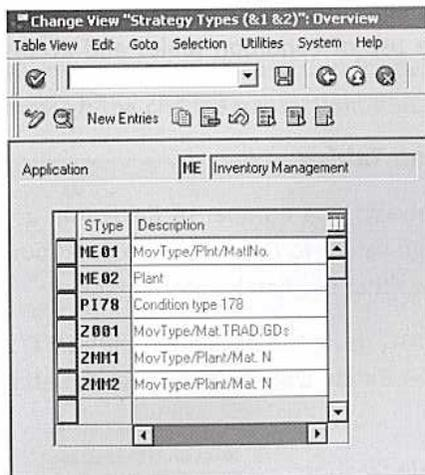 Change View "Strategy Types (&1 &2)": Overview
Table View Edit Goto Selection Utilities System Help
New Entries
Application ME Inventory Management
SType Description
ME01 MovType/Plnt/MatlNo.
ME02 Plant
PI78 Condition type 178
Z001 MovType/Mat.TRAD.GDs
ZMM1 MovType/Plant/Mat. N
ZMM2 MovType/Plant/Mat. N